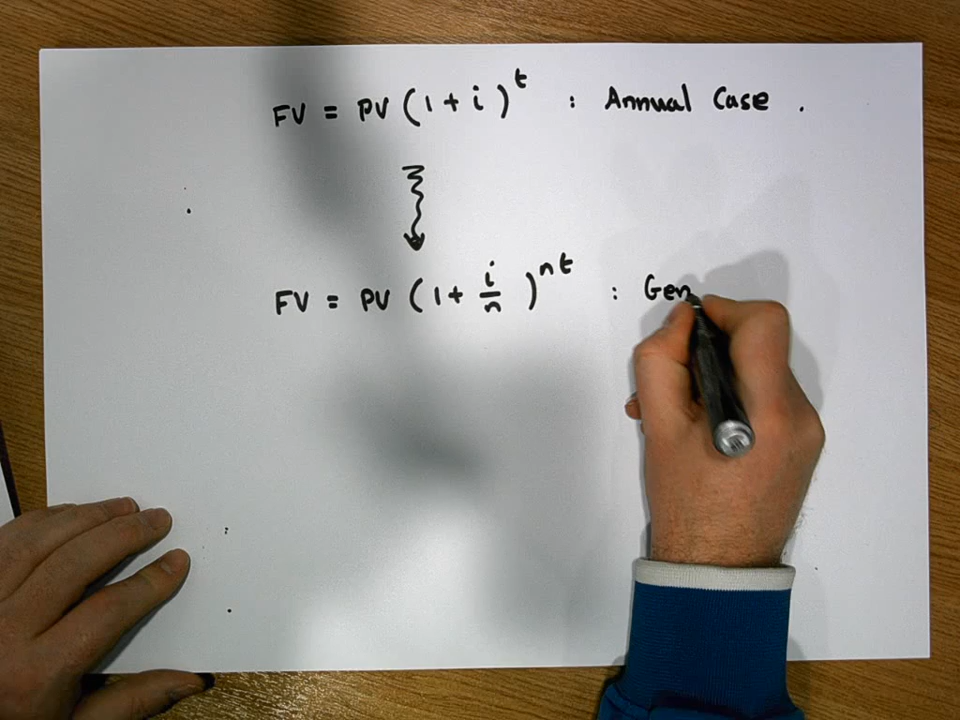 FV = PV (1 + i)^t : Annual Case .
FV = PV (1 + i/n)^nt : Gen